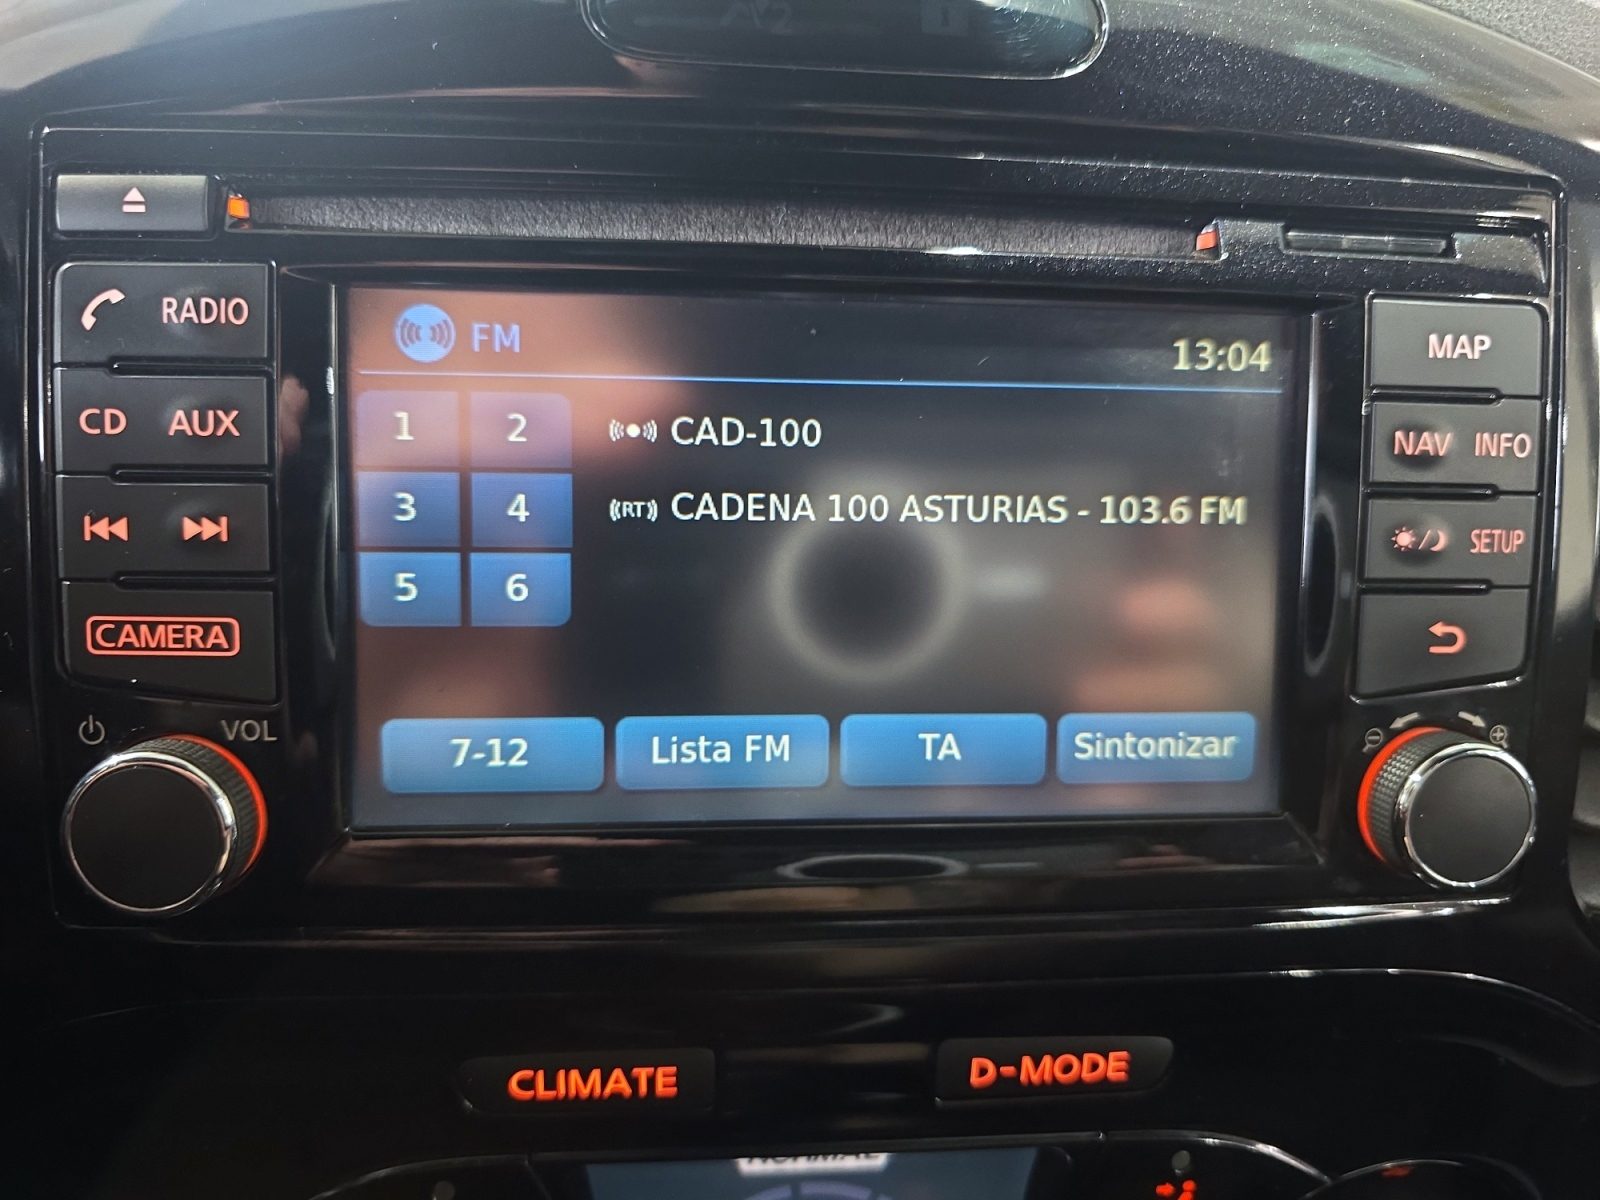 RADIO
CD AUX
CAMERA
VOL
FM
13:04
1 2
CAD-100
3 4
RT CADENA 100 ASTURIAS - 103.6 FM
5 6
7-12 Lista FM TA Sintonizar
MAP
NAV INFO
SETUP
CLIMATE D-MODE